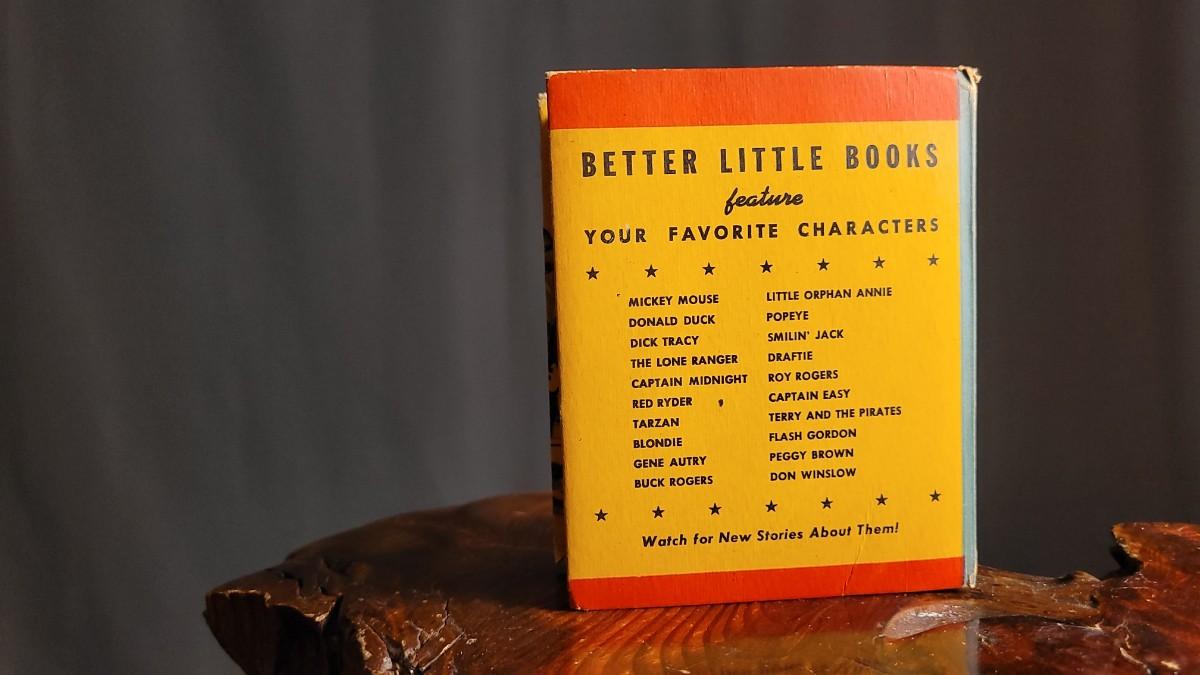 BETTER LITTLE BOOKS
feature
YOUR FAVORITE CHARACTERS
MICKEY MOUSE
DONALD DUCK
DICK TRACY
THE LONE RANGER
CAPTAIN MIDNIGHT
RED RYDER
TARZAN
BLONDIE
GENE AUTRY
BUCK ROGERS
LITTLE ORPHAN ANNIE
POPEYE
SMILIN' JACK
DRAFTIE
ROY ROGERS
CAPTAIN EASY
TERRY AND THE PIRATES
FLASH GORDON
PEGGY BROWN
DON WINSLOW
Watch for New Stories About Them!